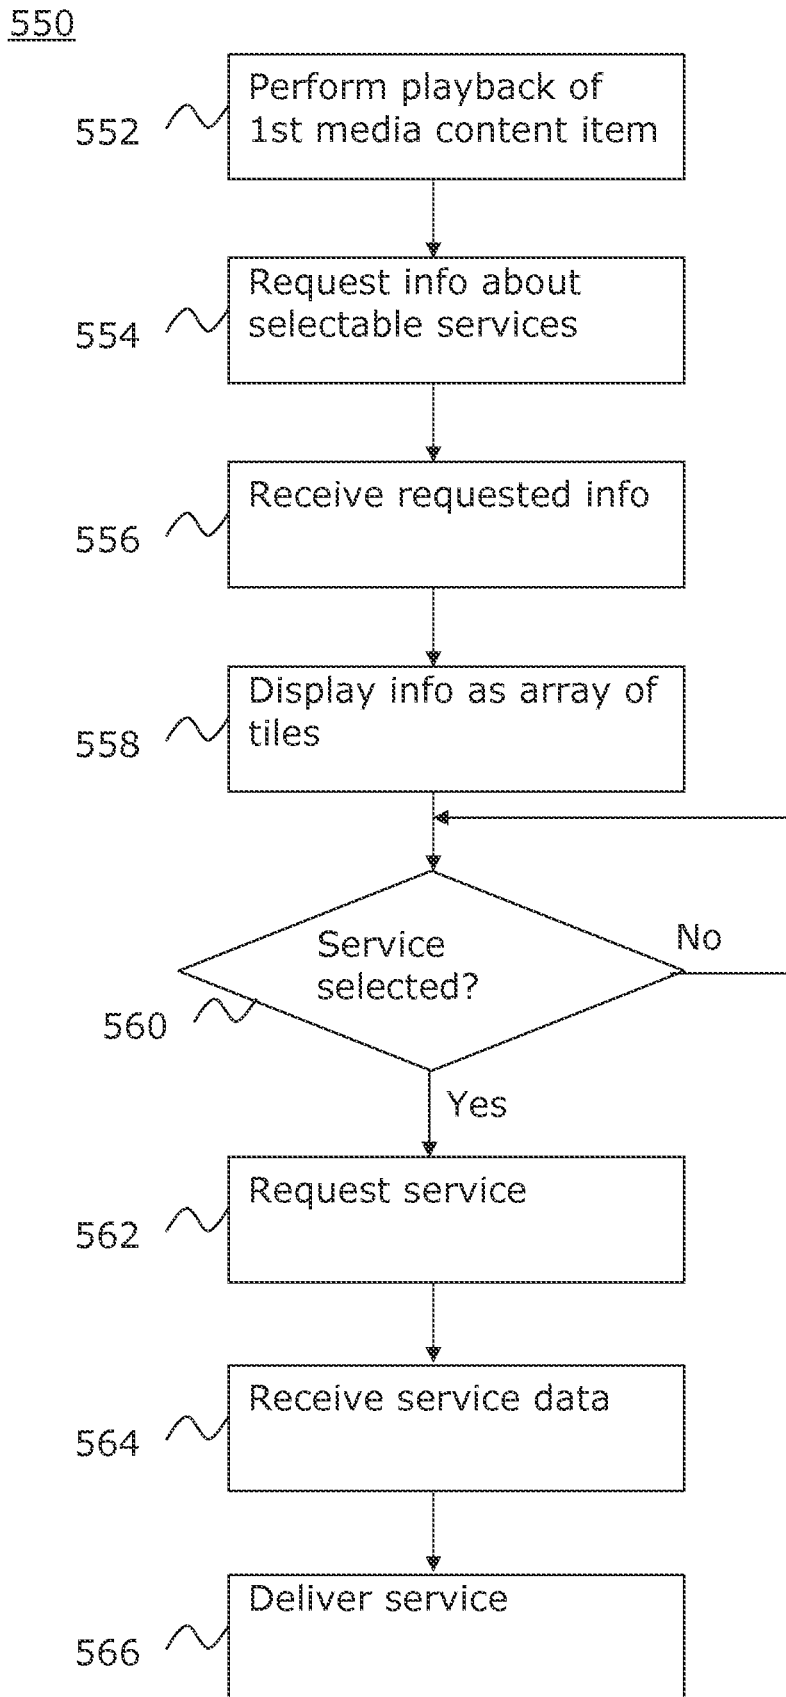 550
Perform playback of
1st media content item
552
Request info about
selectable services
554
Receive requested info
556
Display info as array of
tiles
558
Service
selected?
No
560
Yes
Request service
562
Receive service data
564
Deliver service
566